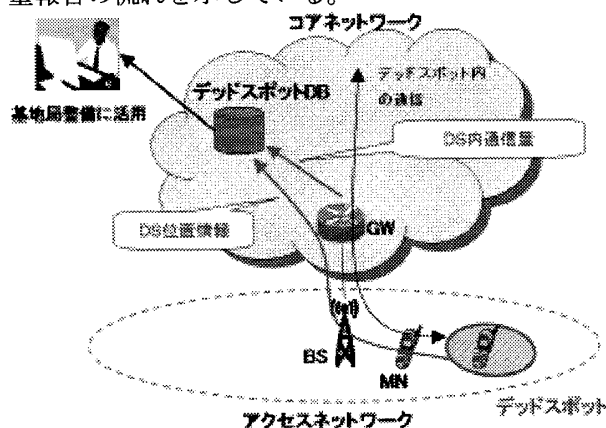 量報告の流れを示している。
コアネットワーク
デッドスポットDB
デッドスポット内
の通信
基地局整備に活用
DS内通信量
DS位置情報
GW
BS
MN
デッドスポット
アクセスネットワーク